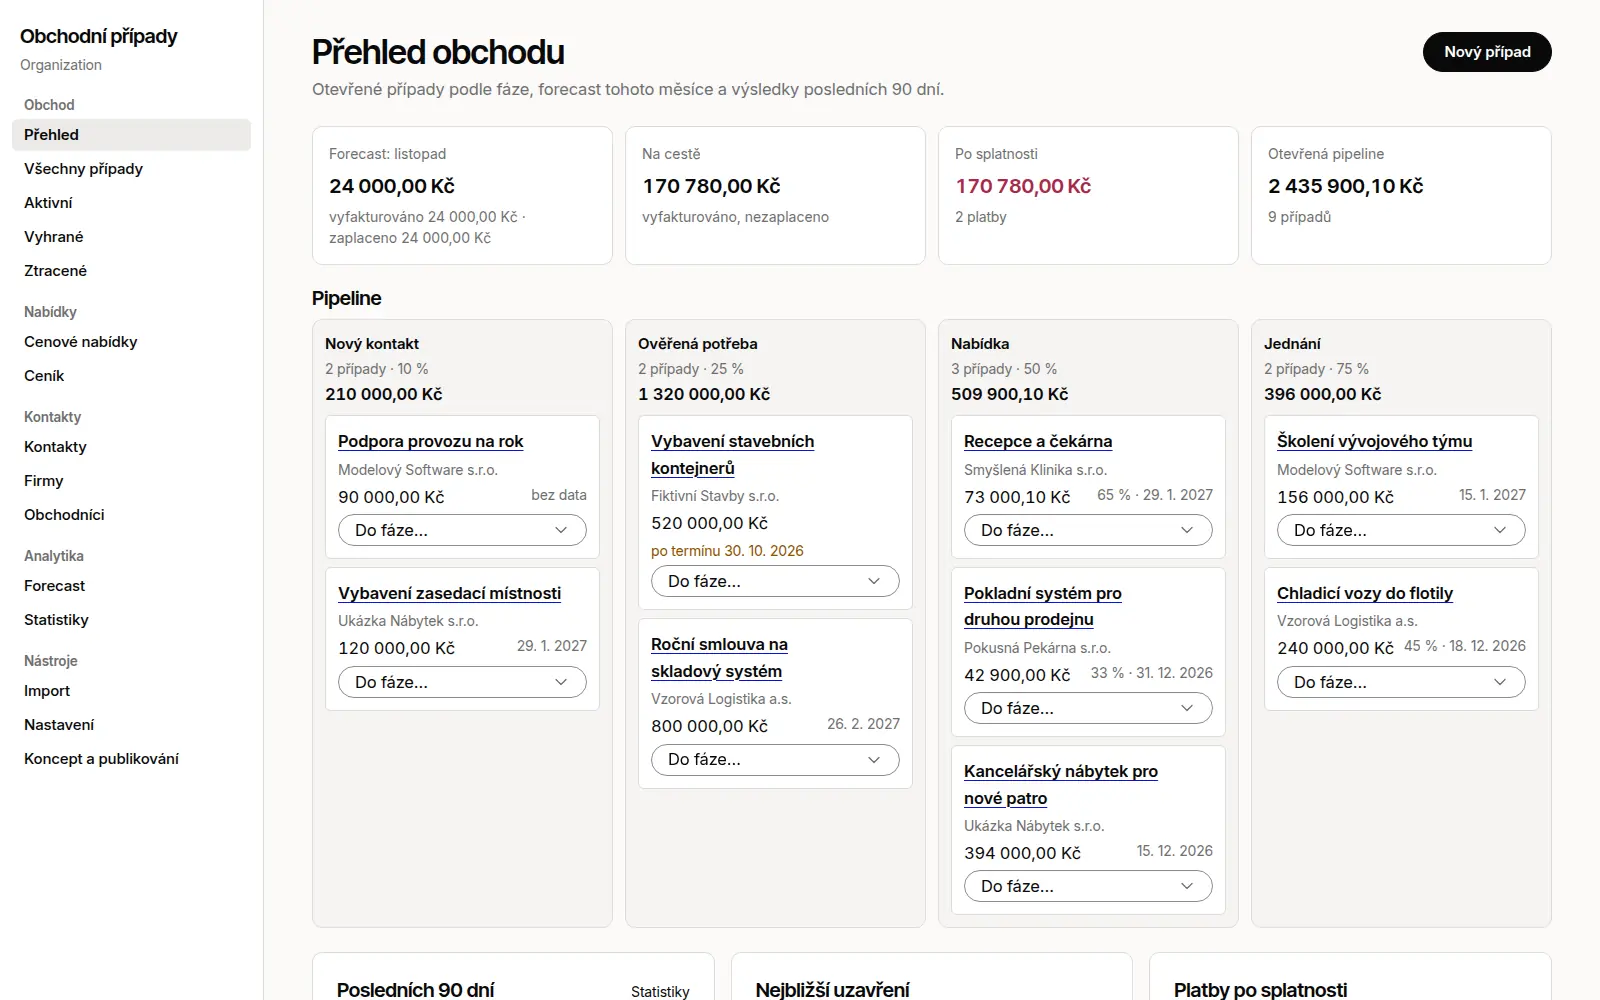 Obchodní případy
Organization
Obchod
Přehled
Všechny případy
Aktivní
Vyhrané
Ztracené
Nabídky
Cenové nabídky
Ceník
Kontakty
Kontakty
Firmy
Obchodníci
Analytika
Forecast
Statistiky
Nástroje
Import
Nastavení
Koncept a publikování
Přehled obchodu
Otevřené případy podle fáze, forecast tohoto měsíce a výsledky posledních 90 dní.
Nový případ
Forecast: listopad
24 000,00 Kč
vyfakturováno 24 000,00 Kč ·
zaplaceno 24 000,00 Kč
Na cestě
170 780,00 Kč
vyfakturováno, nezaplaceno
Po splatnosti
170 780,00 Kč
2 platby
Otevřená pipeline
2 435 900,10 Kč
9 případů
Pipeline
Nový kontakt
2 případy · 10 %
210 000,00 Kč
Podpora provozu na rok
Modelový Software s.r.o.
90 000,00 Kč bez data
Do fáze...
Vybavení zasedací místnosti
Ukázka Nábytek s.r.o.
120 000,00 Kč 29. 1. 2027
Do fáze...
Ověřená potřeba
2 případy · 25 %
1 320 000,00 Kč
Vybavení stavebních
kontejnerů
Fiktivní Stavby s.r.o.
520 000,00 Kč
po termínu 30. 10. 2026
Do fáze...
Roční smlouva na
skladový systém
Vzorová Logistika a.s.
800 000,00 Kč 26. 2. 2027
Do fáze...
Nabídka
3 případy · 50 %
509 900,10 Kč
Recepce a čekárna
Smyšlená Klinika s.r.o.
73 000,10 Kč 65 % · 29. 1. 2027
Do fáze...
Pokladní systém pro
druhou prodejnu
Pokusná Pekárna s.r.o.
42 900,00 Kč 33 % · 31. 12. 2026
Do fáze...
Kancelářský nábytek pro
nové patro
Ukázka Nábytek s.r.o.
394 000,00 Kč 15. 12. 2026
Do fáze...
Jednání
2 případy · 75 %
396 000,00 Kč
Školení vývojového týmu
Modelový Software s.r.o.
156 000,00 Kč 15. 1. 2027
Do fáze...
Chladicí vozy do flotily
Vzorová Logistika a.s.
240 000,00 Kč 45 % · 18. 12. 2026
Do fáze...
Posledních 90 dní
Statistiky
Nejbližší uzavření
Platby po splatnosti